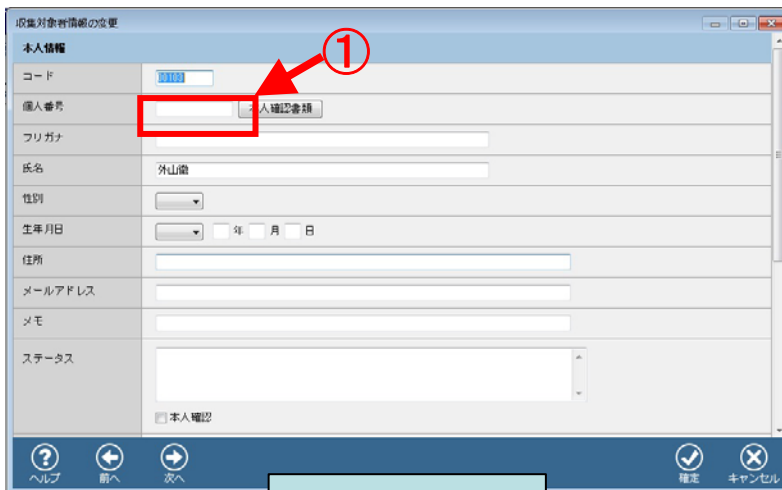 収集対象者情報の変更
本人情報
①
コード 00103
個人番号 本人確認書類
フリガナ
氏名 外山徹
性別
生年月日 年 月 日
住所
メールアドレス
メモ
ステータス
本人確認
ヘルプ 前へ 次へ 確定 キャンセル